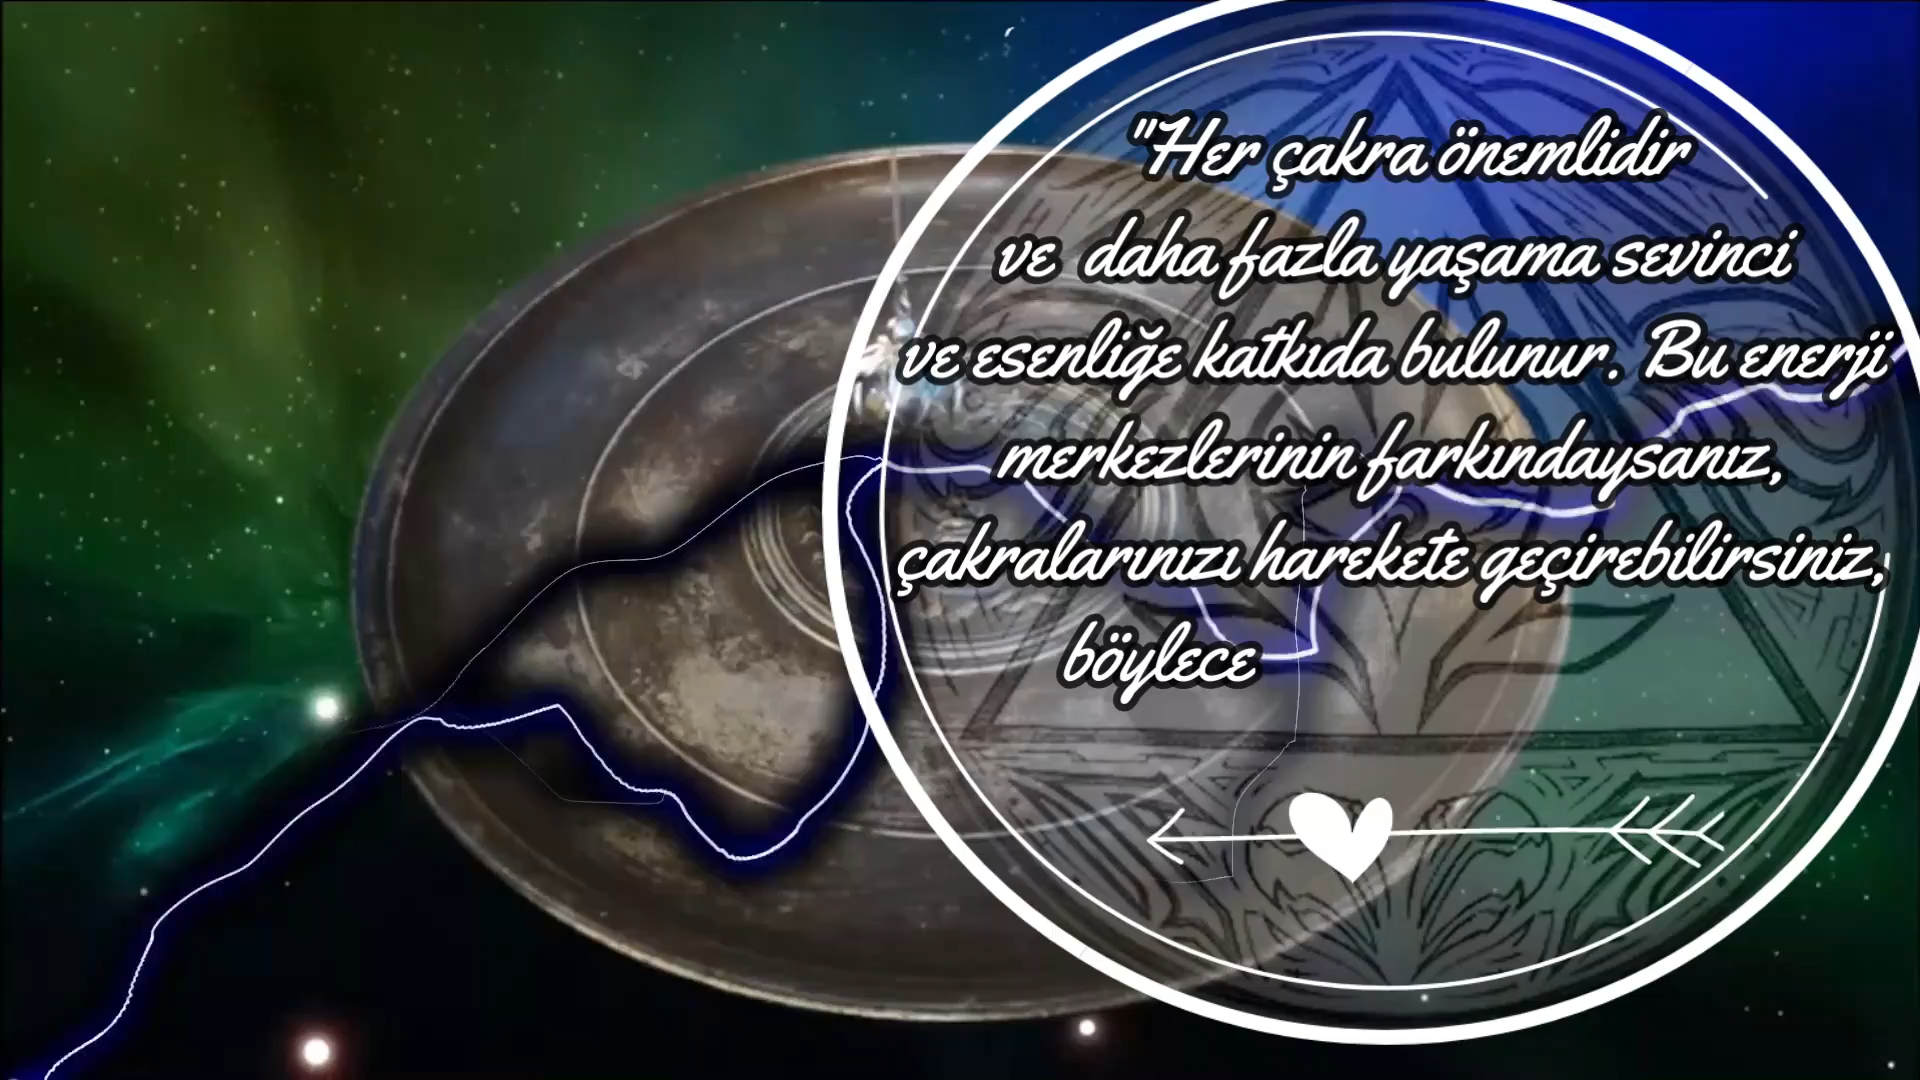 "Her çakra önemlidir
ve daha fazla yaşama sevinci
ve esenliğe katkıda bulunur. Bu enerji
merkezlerinin farkındaysanız,
çakralarınızı harekete geçirebilirsiniz,
böylece